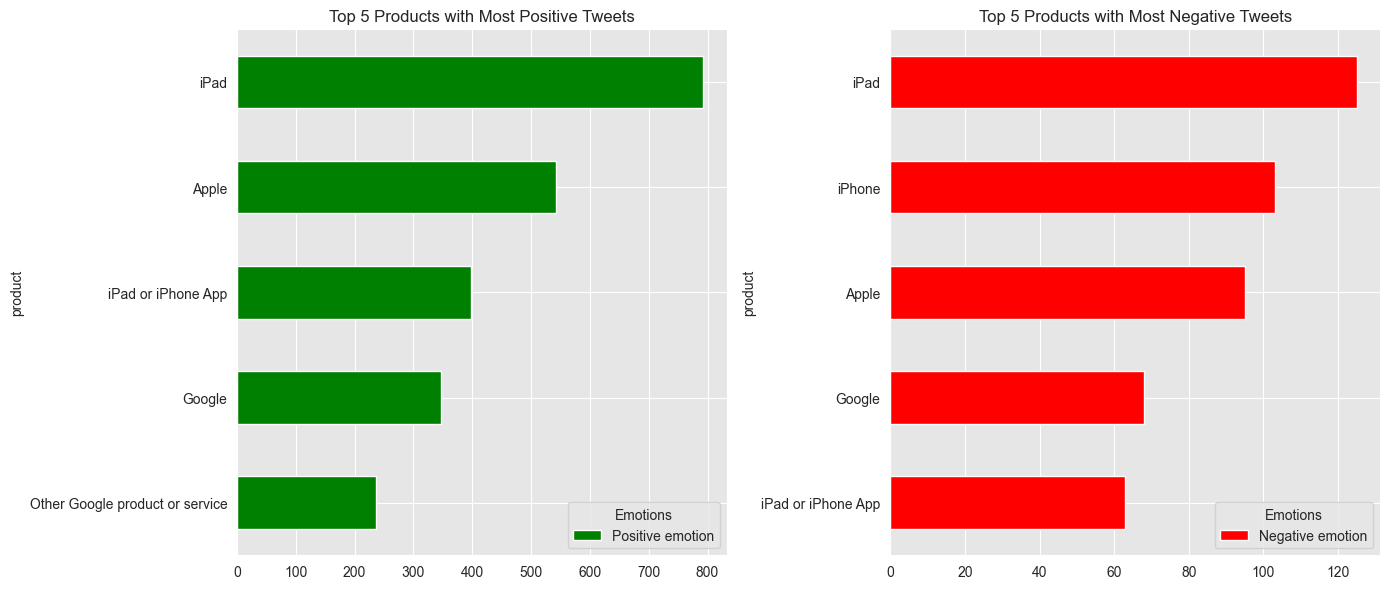 Top 5 Products with Most Positive Tweets
product
iPad
Apple
iPad or iPhone App
Google
Other Google product or service
0 100 200 300 400 500 600 700 800
Emotions
Positive emotion
Top 5 Products with Most Negative Tweets
product
iPad
iPhone
Apple
Google
iPad or iPhone App
0 20 40 60 80 100 120
Emotions
Negative emotion